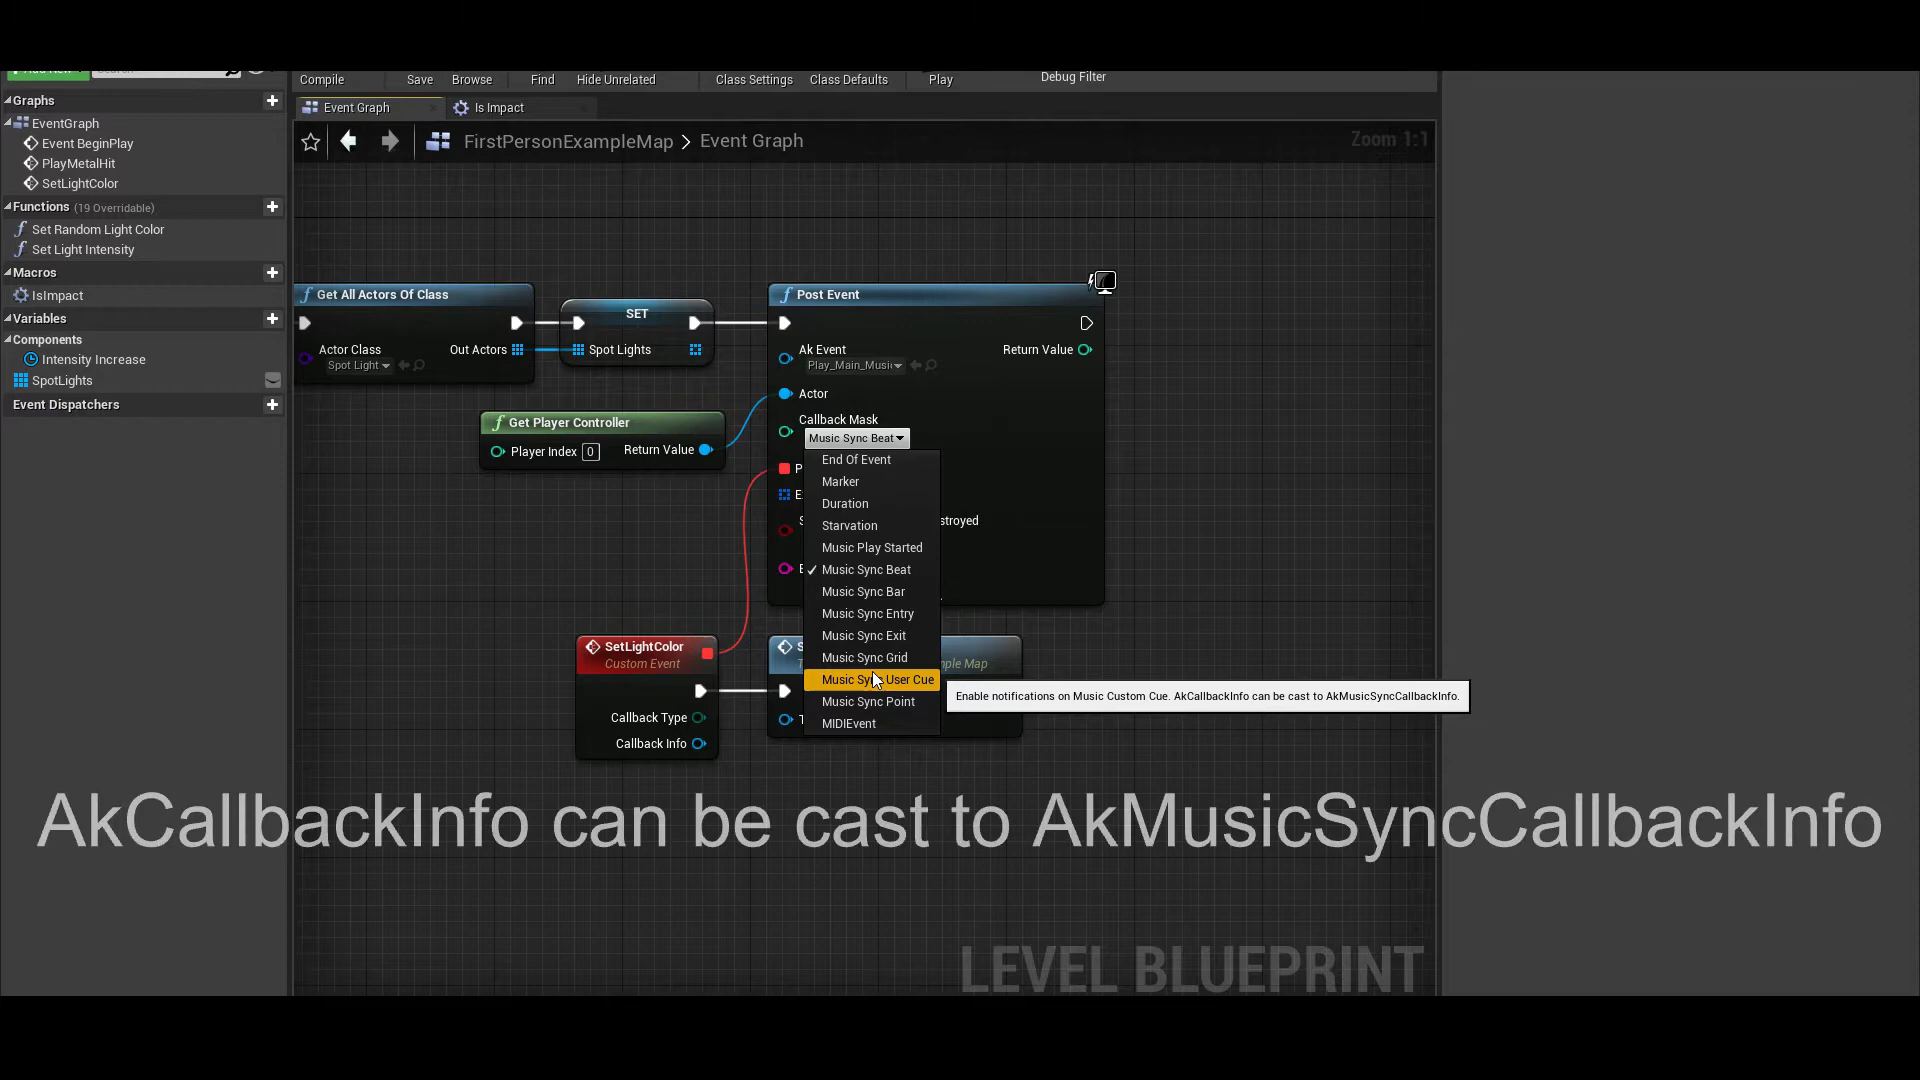 Compile
Save
Browse
Find
Hide Unrelated
Class Settings
Class Defaults
Play
Debug Filter
Graphs
EventGraph
Event BeginPlay
PlayMetalHit
SetLightColor
Functions (19 Overridable)
Set Random Light Color
Set Light Intensity
Macros
IsImpact
Variables
Components
Intensity Increase
SpotLights
Event Dispatchers
Event Graph
Is Impact
FirstPersonExampleMap > Event Graph
Zoom 1:1
Get All Actors Of Class
Actor Class
Spot Light
Out Actors
SET
Spot Lights
Get Player Controller
Player Index 0
Return Value
Post Event
Ak Event
Play_Main_Music
Return Value
Actor
Callback Mask
Music Sync Beat
End Of Event
Marker
Duration
Starvation
Music Play Started
✓ Music Sync Beat
Music Sync Bar
Music Sync Entry
Music Sync Exit
Music Sync Grid
Music Sync User Cue
Music Sync Point
MIDIEvent
stroyed
SetLightColor
Custom Event
Callback Type
Callback Info
ple Map
Enable notifications on Music Custom Cue. AkCallbackInfo can be cast to AkMusicSyncCallbackInfo.
AkCallbackInfo can be cast to AkMusicSyncCallbackInfo
LEVEL BLUEPRINT